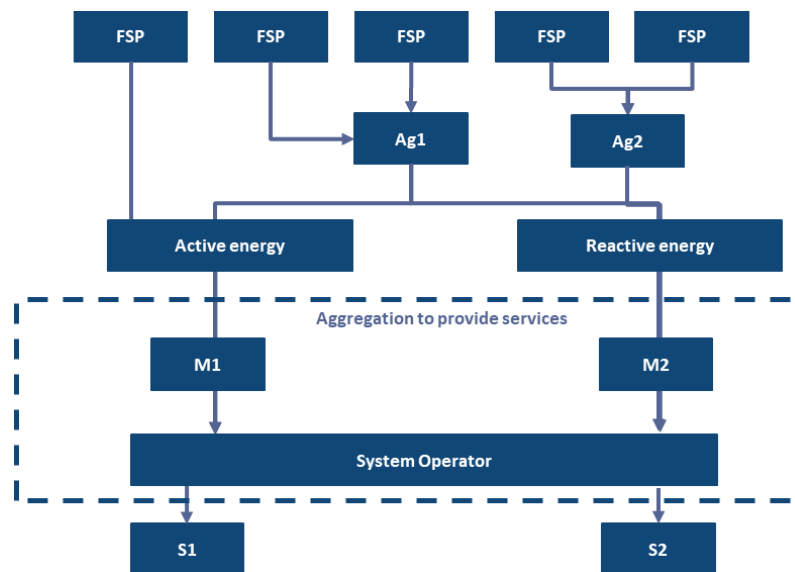 FSP
FSP
FSP
FSP
FSP
Ag1
Ag2
Active energy
Reactive energy
Aggregation to provide services
M1
M2
System Operator
S1
S2